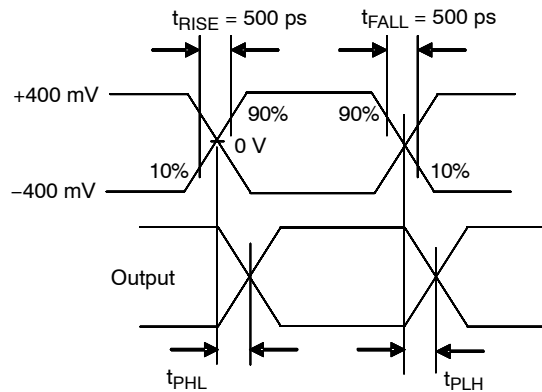 tRISE = 500 ps
tFALL = 500 ps
+400 mV
90%
90%
0 V
10%
10%
−400 mV
Output
tPHL
tPLH